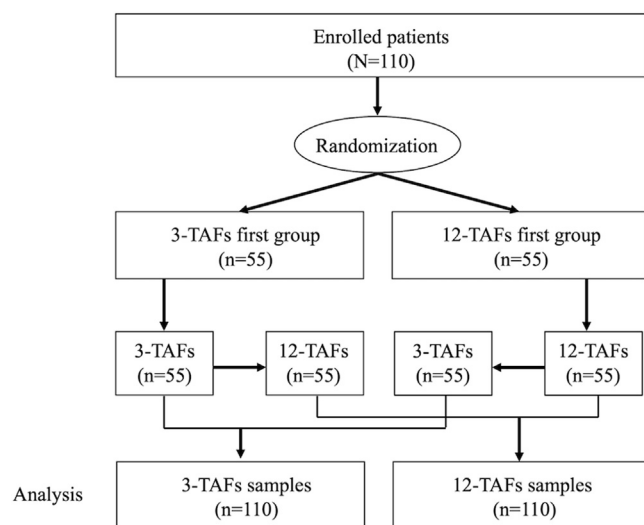 Enrolled patients
(N=110)
Randomization
3-TAFs first group
(n=55)
12-TAFs first group
(n=55)
3-TAFs
(n=55)
12-TAFs
(n=55)
3-TAFs
(n=55)
12-TAFs
(n=55)
Analysis
3-TAFs samples
(n=110)
12-TAFs samples
(n=110)